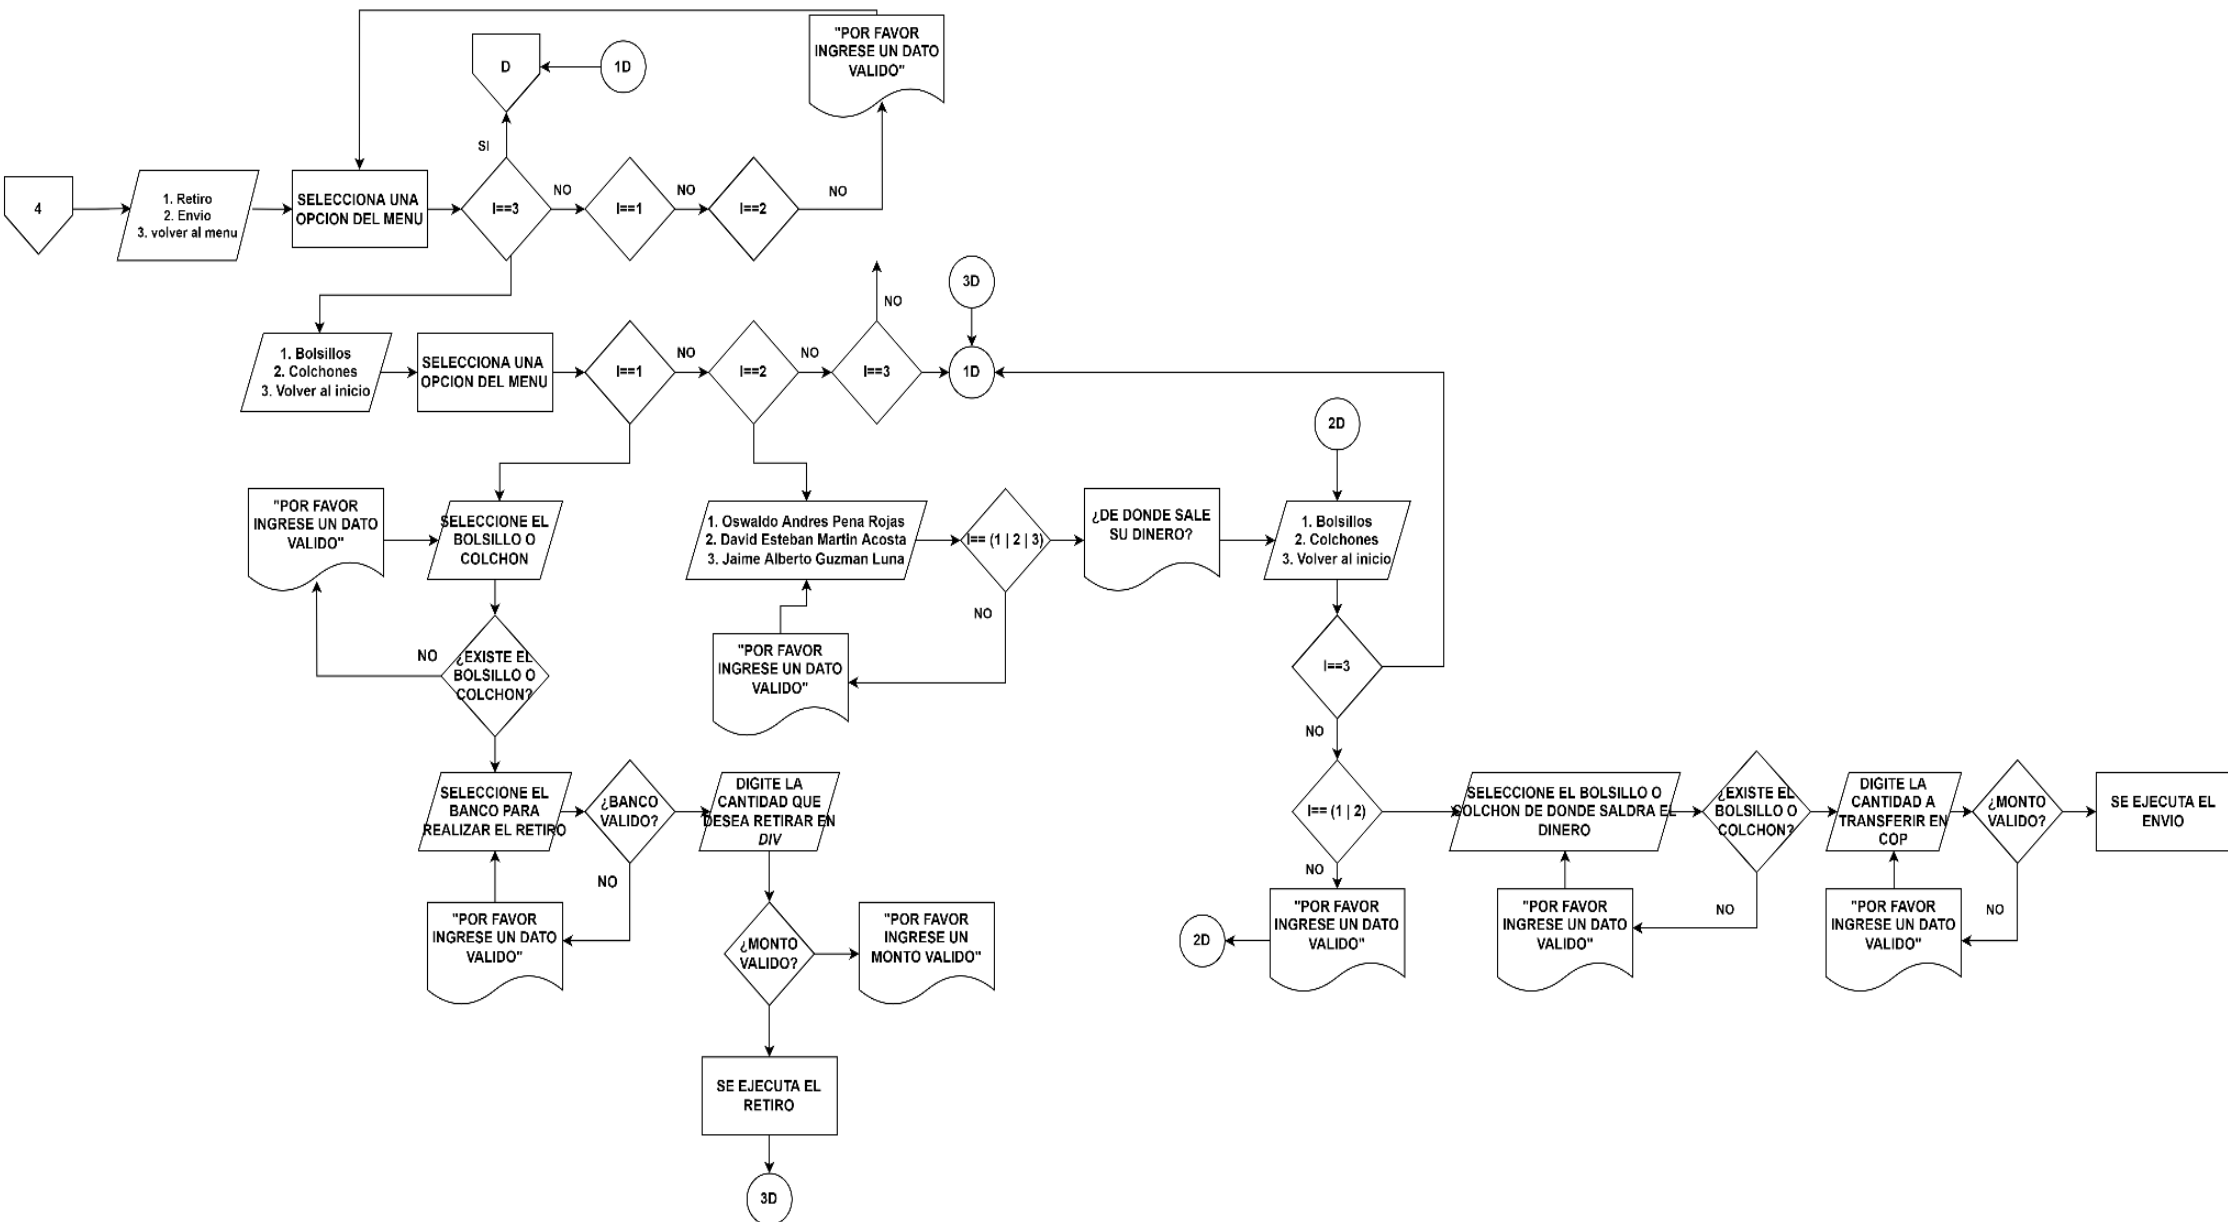 "POR FAVOR
INGRESE UN DATO
VALIDO"
D
1D
SI
4
1. Retiro
2. Envio
3. volver al menu
SELECCIONA UNA
OPCION DEL MENU
I==3
NO
I==1
NO
I==2
NO
3D
NO
1. Bolsillos
2. Colchones
3. Volver al inicio
SELECCIONA UNA
OPCION DEL MENU
I==1
NO
I==2
NO
I==3
1D
2D
"POR FAVOR
INGRESE UN DATO
VALIDO"
SELECCIONE EL
BOLSILLO O
COLCHON
1. Oswaldo Andres Pena Rojas
2. David Esteban Martin Acosta
3. Jaime Alberto Guzman Luna
I== (1 | 2 | 3)
¿DE DONDE SALE
SU DINERO?
1. Bolsillos
2. Colchones
3. Volver al inicio
NO
NO
¿EXISTE EL
BOLSILLO O
COLCHON?
"POR FAVOR
INGRESE UN DATO
VALIDO"
I==3
NO
SELECCIONE EL
BANCO PARA
REALIZAR EL RETIRO
¿BANCO
VALIDO?
DIGITE LA
CANTIDAD QUE
DESEA RETIRAR EN
DIV
I== (1 | 2)
SELECCIONE EL BOLSILLO O
COLCHON DE DONDE SALDRA EL
DINERO
¿EXISTE EL
BOLSILLO O
COLCHON?
DIGITE LA
CANTIDAD A
TRANSFERIR EN
COP
¿MONTO
VALIDO?
SE EJECUTA EL
ENVIO
NO
NO
NO
NO
"POR FAVOR
INGRESE UN DATO
VALIDO"
¿MONTO
VALIDO?
"POR FAVOR
INGRESE UN
MONTO VALIDO"
2D
"POR FAVOR
INGRESE UN DATO
VALIDO"
"POR FAVOR
INGRESE UN DATO
VALIDO"
"POR FAVOR
INGRESE UN DATO
VALIDO"
SE EJECUTA EL
RETIRO
3D